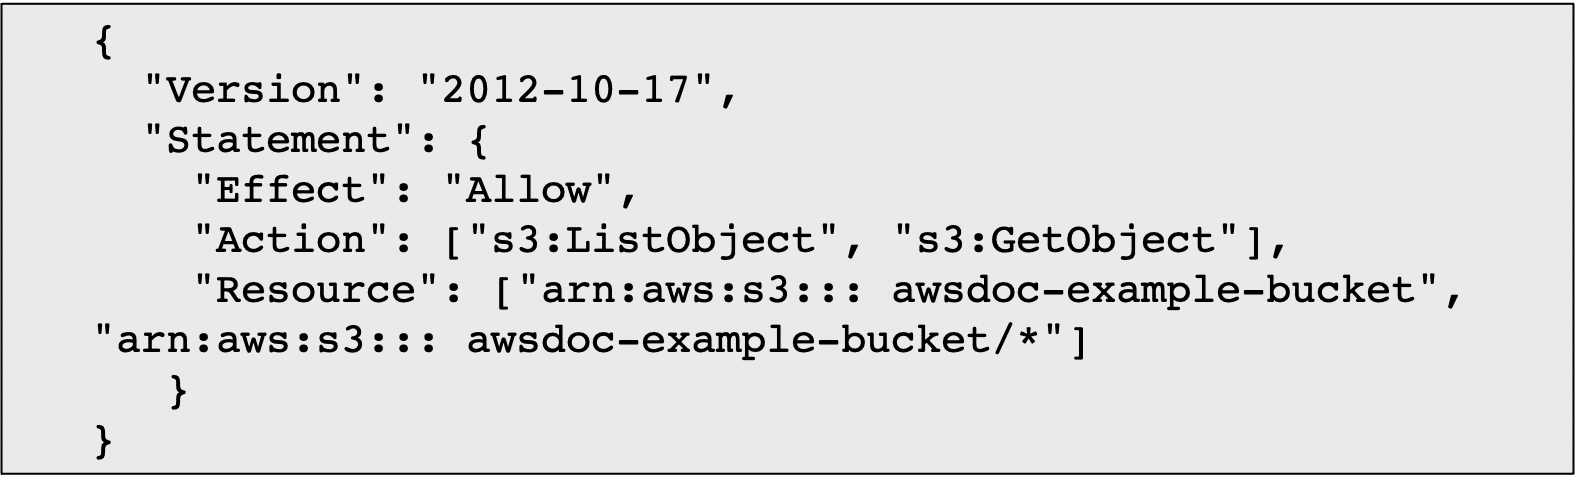 {
"Version": "2012-10-17",
"Statement": {
"Effect": "Allow",
"Action": ["s3:ListObject", "s3:GetObject"],
"Resource": ["arn:aws:s3::: awsdoc-example-bucket",
"arn:aws:s3::: awsdoc-example-bucket/*"]
}
}